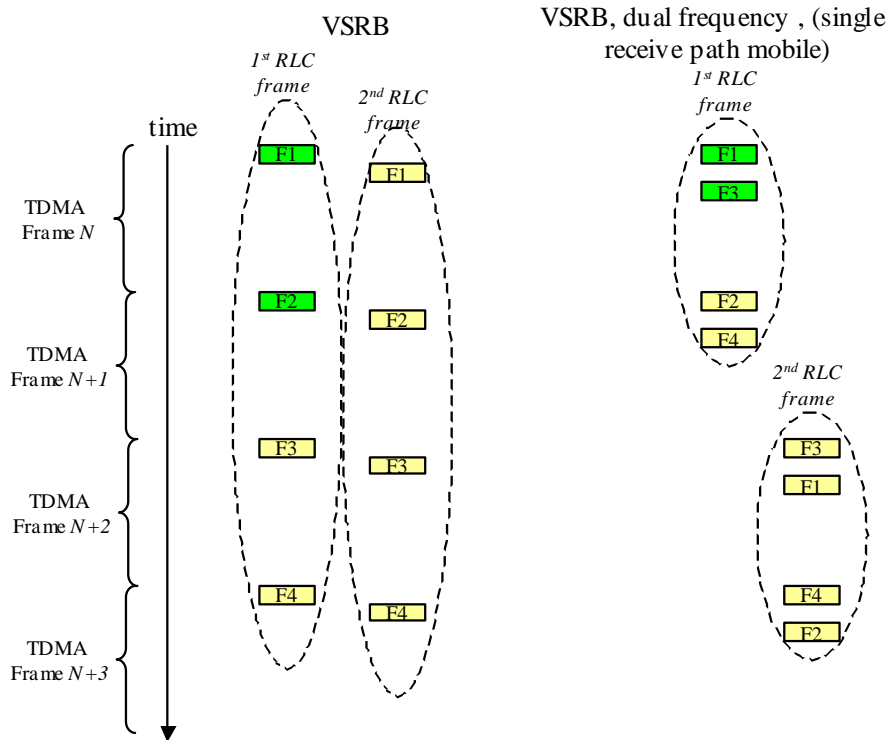 VSRB
VSRB, dual frequency , (single
receive path mobile)
1st RLC
frame
2nd RLC
frame
1st RLC
frame
time
F1
F1
F1
F3
TDMA
Frame N
F2
F2
F2
F4
TDMA
Frame N+1
2nd RLC
frame
F3
F3
F3
F1
TDMA
Frame N+2
F4
F4
F4
F2
TDMA
Frame N+3